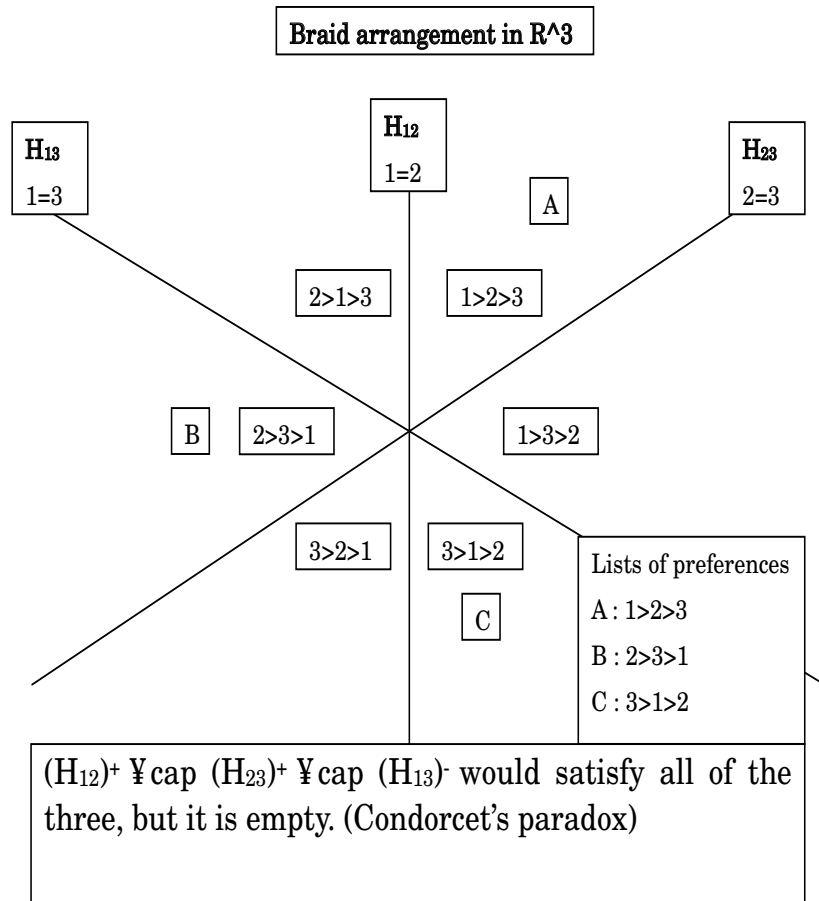 Braid arrangement in R^3
H₁₃
1=3
H₁₂
1=2
H₂₃
2=3
A
2>1>3
1>2>3
B
2>3>1
1>3>2
3>2>1
3>1>2
C
Lists of preferences
A : 1>2>3
B : 2>3>1
C : 3>1>2
(H₁₂)⁺ ¥cap (H₂₃)⁺ ¥cap (H₁₃)⁻ would satisfy all of the
three, but it is empty. (Condorcet's paradox)